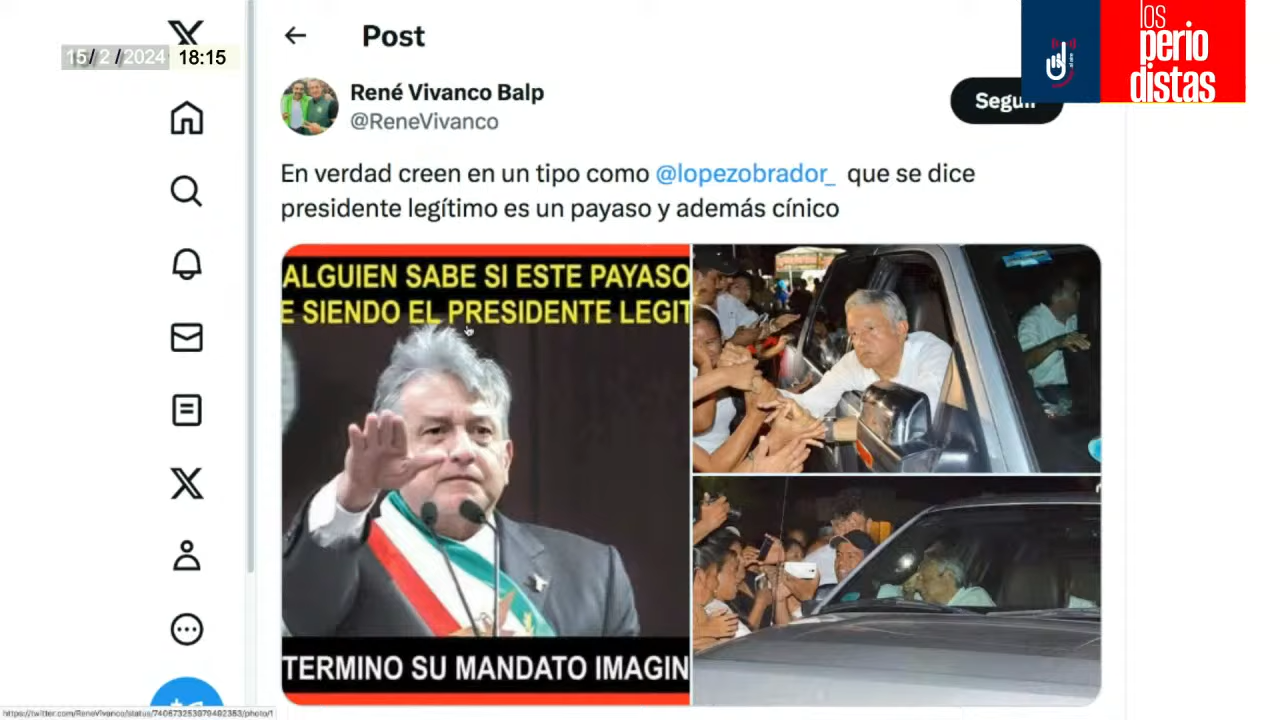 15/ 2 /2024 18:15
Post
los
perio
distas
René Vivanco Balp
@ReneVivanco
Seguir
En verdad creen en un tipo como @lopezobrador_ que se dice
presidente legítimo es un payaso y además cínico
ALGUIEN SABE SI ESTE PAYASO
E SIENDO EL PRESIDENTE LEGIT
TERMINO SU MANDATO IMAGIN